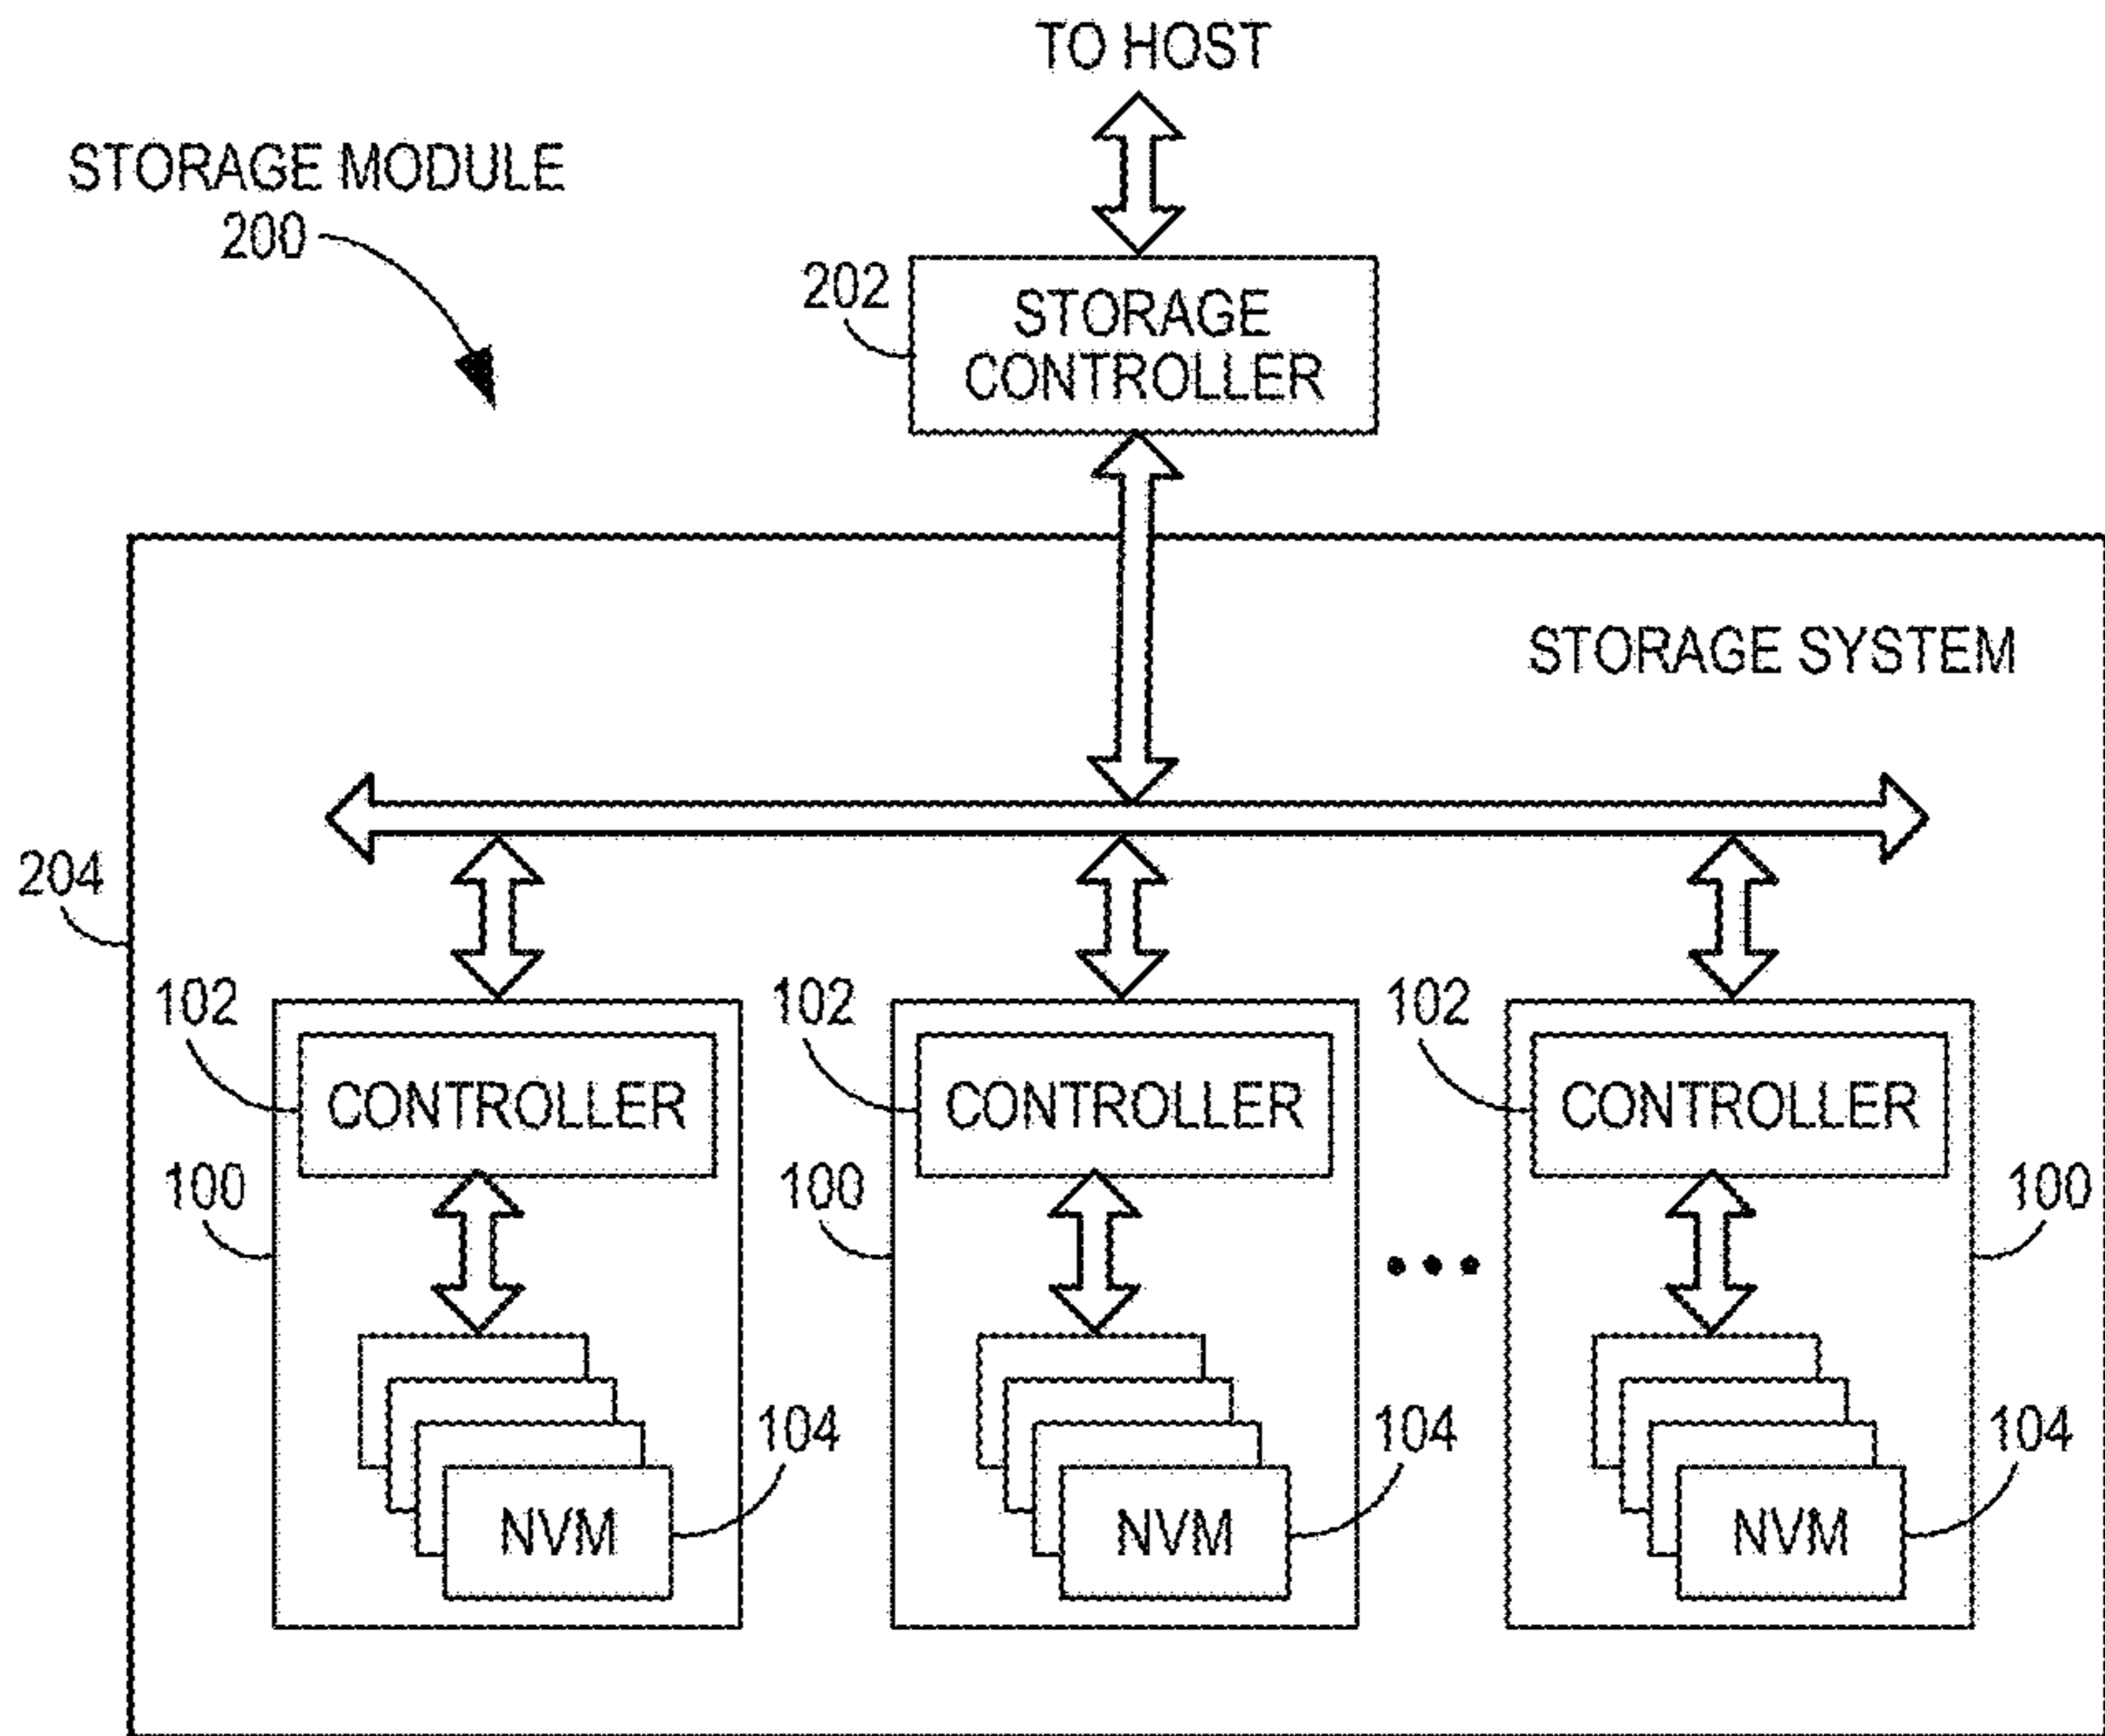 TO HOST
STORAGE MODULE
200
202
STORAGE
CONTROLLER
STORAGE SYSTEM
204
102
102
102
CONTROLLER
CONTROLLER
CONTROLLER
100
100
100
104
104
104
NVM
NVM
NVM